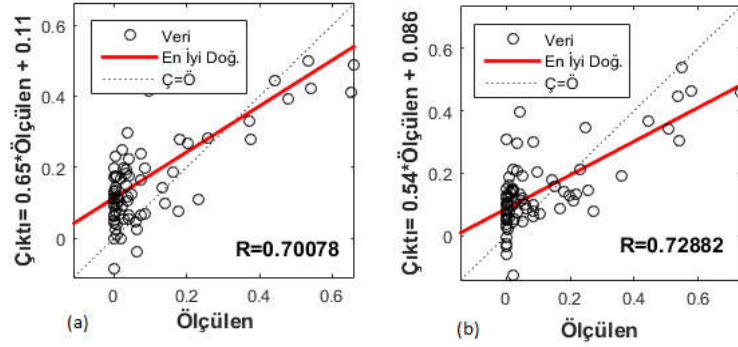 Çıktı= 0.65*Ölçülen + 0.11
0.6
0.4
0.2
0
Veri
En İyi Doğ.
Ç=Ö
R=0.70078
0 0.2 0.4 0.6
(a)
Ölçülen
Çıktı= 0.54*Ölçülen + 0.086
0.6
0.4
0.2
0
Veri
En İyi Doğ.
Ç=Ö
R=0.72882
0 0.2 0.4 0.6
(b)
Ölçülen